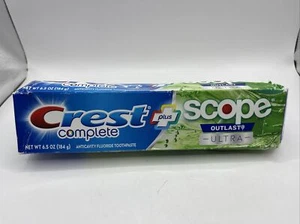 Crest plus scope
complete OUTLAST
ULTRA
NET WT 6.5 OZ (184 g) ANTICAVITY FLUORIDE TOOTHPASTE